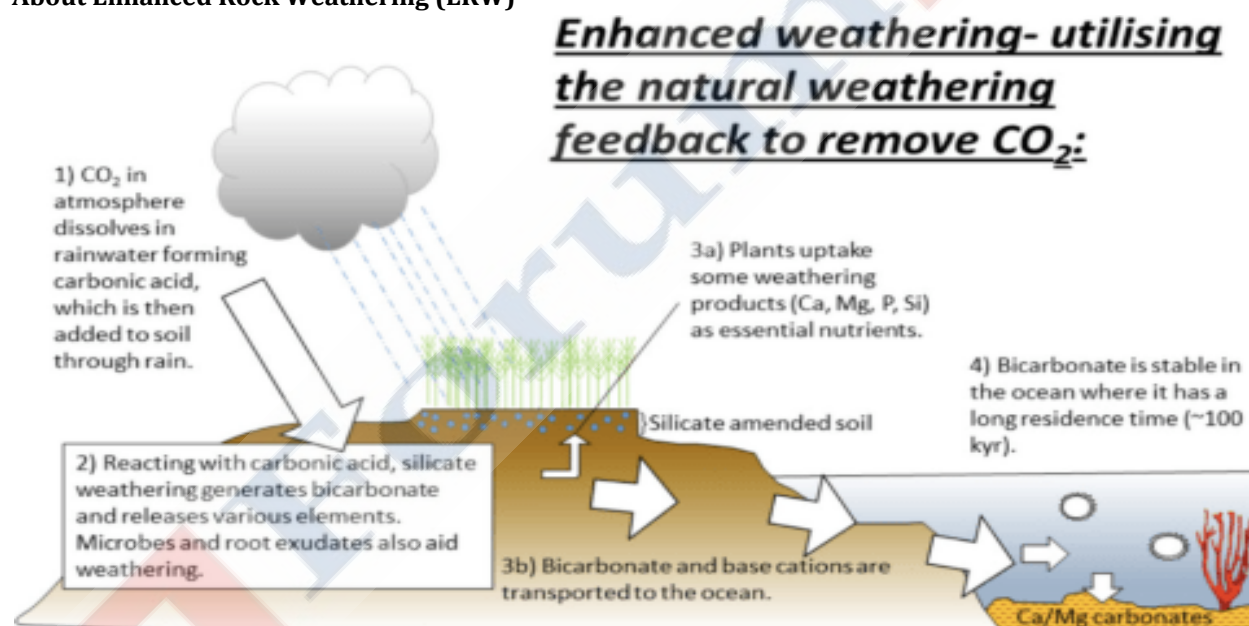 About Enhanced Rock Weathering (ERW)
Enhanced weathering- utilising
the natural weathering
feedback to remove CO₂:
1) CO₂ in
atmosphere
dissolves in
rainwater forming
carbonic acid,
which is then
added to soil
through rain.
3a) Plants uptake
some weathering
products (Ca, Mg, P, Si)
as essential nutrients.
4) Bicarbonate is stable in
the ocean where it has a
long residence time (~100
kyr).
}Silicate amended soil
2) Reacting with carbonic acid, silicate
weathering generates bicarbonate
and releases various elements.
Microbes and root exudates also aid
weathering.
3b) Bicarbonate and base cations are
transported to the ocean.
Ca/Mg carbonates
Forum